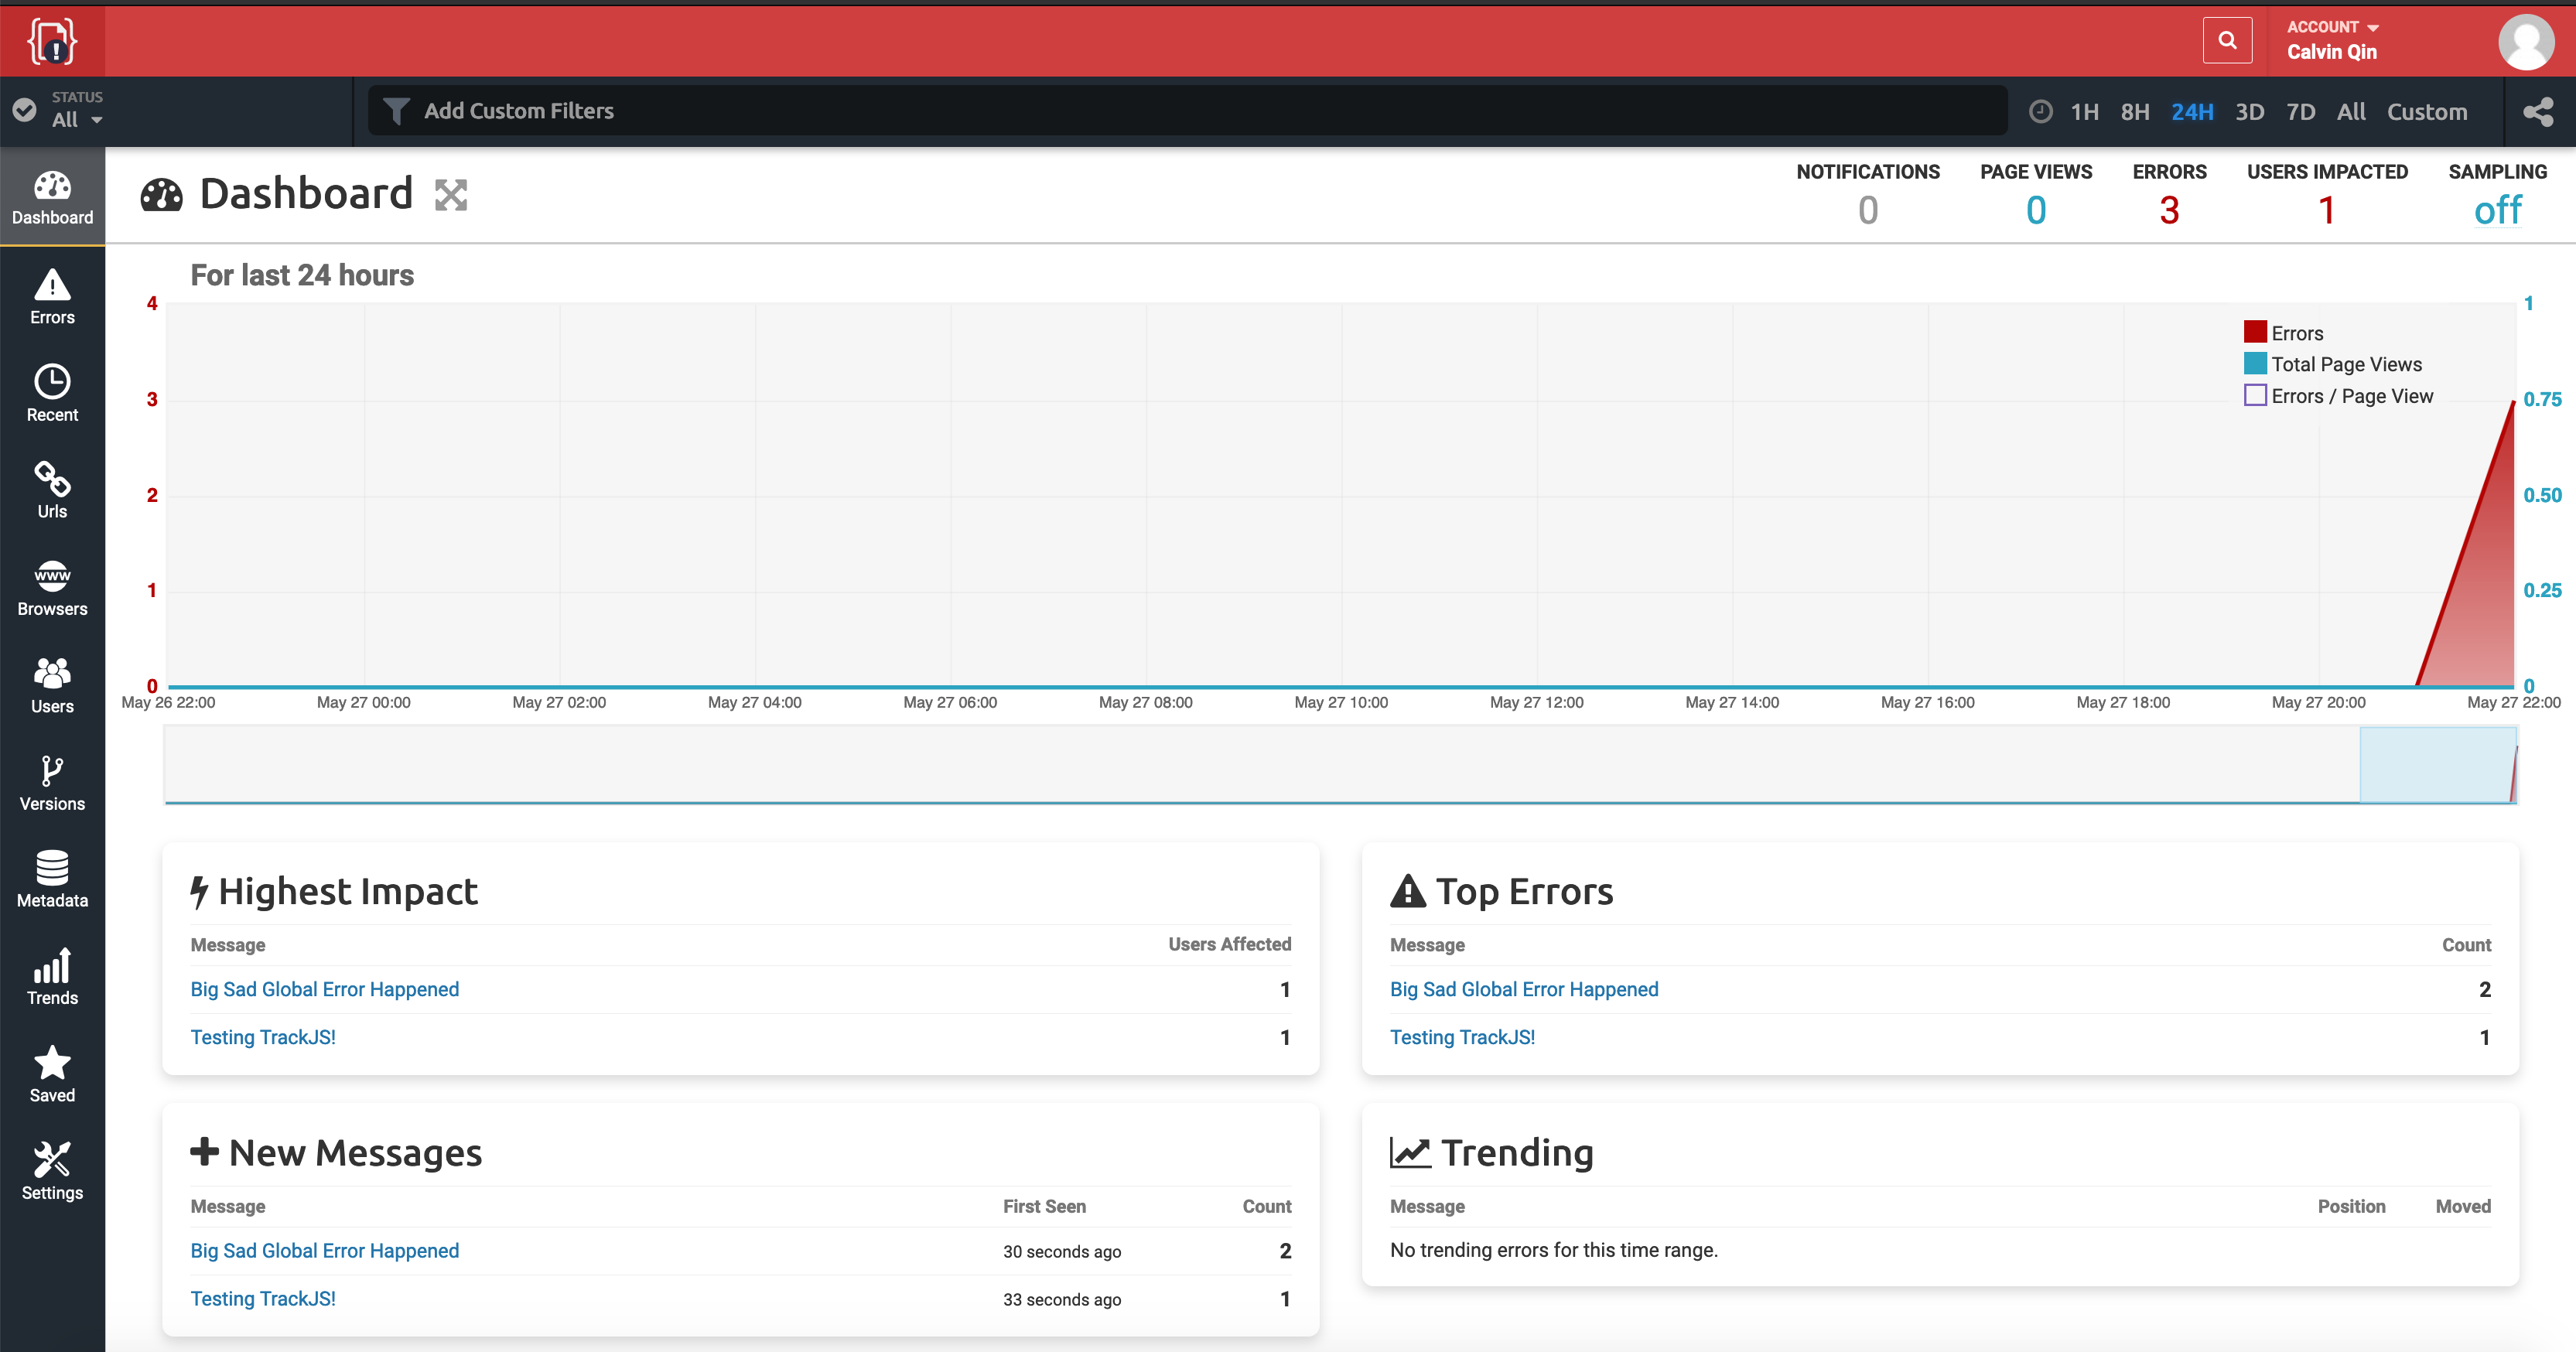 ACCOUNT
Calvin Qin
STATUS
All
Add Custom Filters
1H 8H 24H 3D 7D All Custom
Dashboard
Errors
Recent
Urls
www
Browsers
Users
Versions
Metadata
Trends
Saved
Settings
Dashboard
NOTIFICATIONS PAGE VIEWS ERRORS USERS IMPACTED SAMPLING
0 0 3 1 off
For last 24 hours
4
3
2
1
0
1
0.75
0.50
0.25
0
Errors
Total Page Views
Errors / Page View
May 26 22:00 May 27 00:00 May 27 02:00 May 27 04:00 May 27 06:00 May 27 08:00 May 27 10:00 May 27 12:00 May 27 14:00 May 27 16:00 May 27 18:00 May 27 20:00 May 27 22:00
Highest Impact
Message Users Affected
Big Sad Global Error Happened 1
Testing TrackJS! 1
Top Errors
Message Count
Big Sad Global Error Happened 2
Testing TrackJS! 1
New Messages
Message First Seen Count
Big Sad Global Error Happened 30 seconds ago 2
Testing TrackJS! 33 seconds ago 1
Trending
Message Position Moved
No trending errors for this time range.